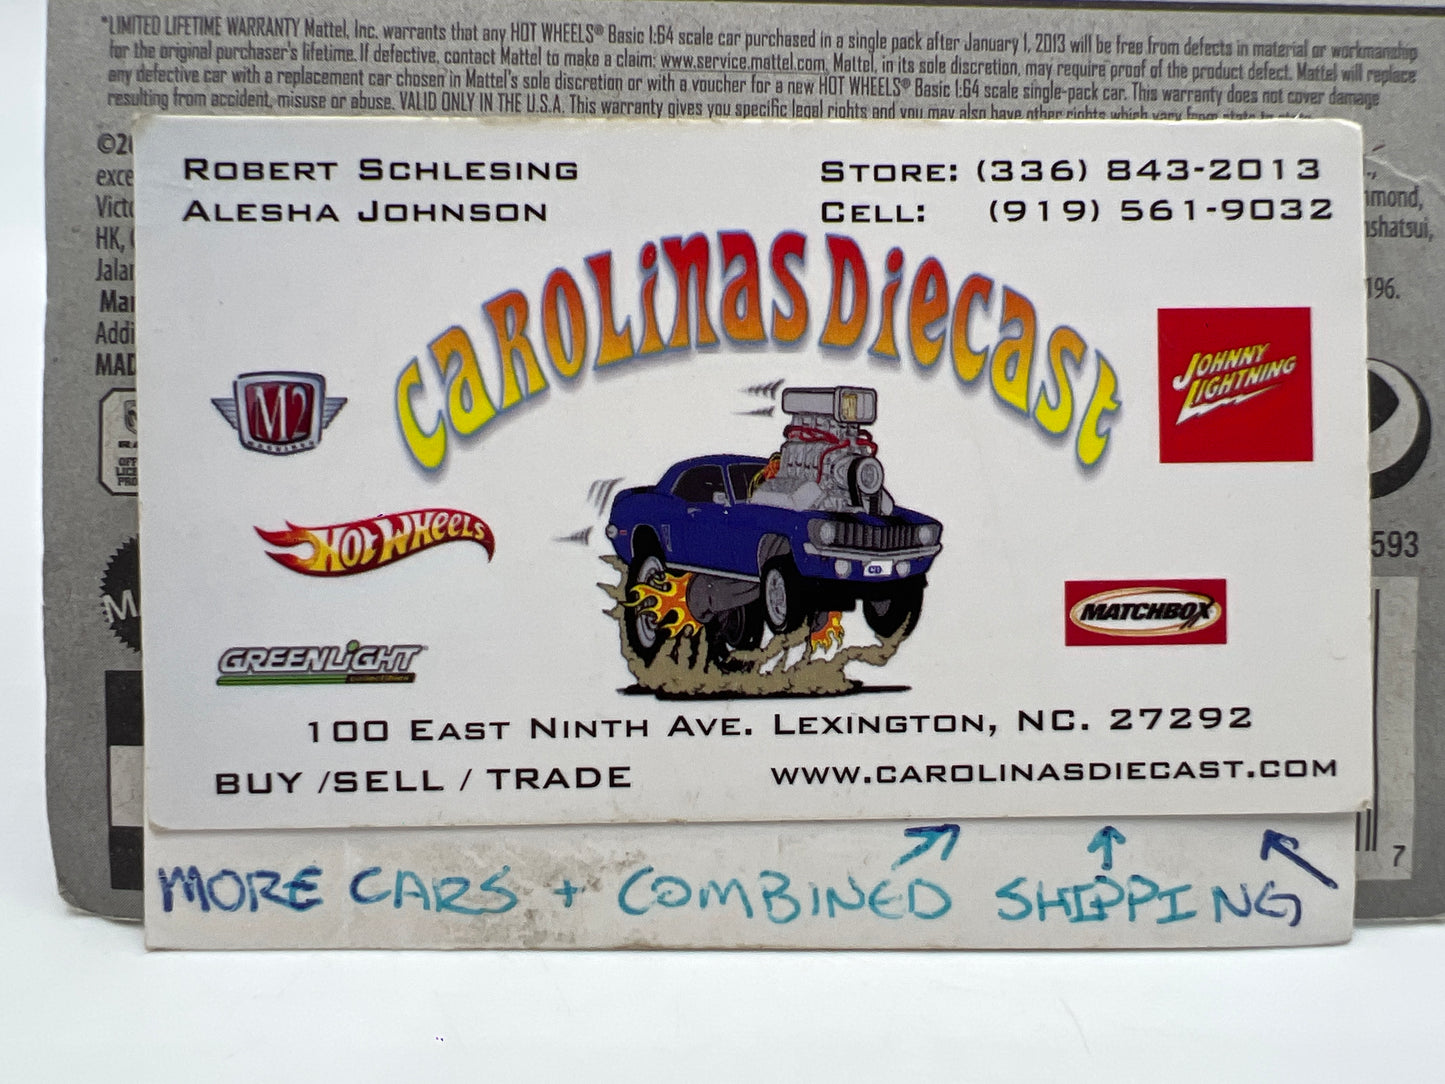 *LIMITED LIFETIME WARRANTY Mattel, Inc. warrants that any HOT WHEELS® Basic 1:64 scale car purchased in a single pack after January 1, 2013 will be free from defects in material or workmanship
for the original purchaser's lifetime. If defective, contact Mattel to make a claim: www.service.mattel.com. Mattel, in its sole discretion, may require proof of the product defect. Mattel will replace
any defective car with a replacement car chosen in Mattel's sole discretion or with a voucher for a new HOT WHEELS® Basic 1:64 scale single-pack car. This warranty does not cover damage
resulting from accident, misuse or abuse. VALID ONLY IN THE U.S.A. This warranty gives you specific legal rights and you may also have other rights which vary from state to state.
ROBERT SCHLESING
ALESHA JOHNSON
STORE: (336) 843-2013
CELL: (919) 561-9032
HK,
mond,
shatsui,
196.
593
7
CAROLINAS DIECAST
M2
MACHINES
JOHNNY
LIGHTNING
HOT WHEELS
CD
MATCHBOX
GREENLIGHT
100 EAST NINTH AVE. LEXINGTON, NC. 27292
BUY /SELL / TRADE
WWW.CAROLINASDIECAST.COM
MORE CARS + COMBINED SHIPPING